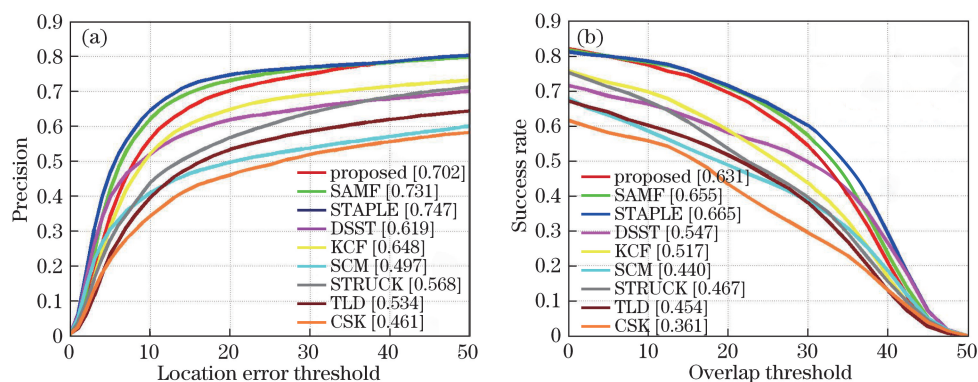 (a)
Precision
0.9
0.8
0.7
0.6
0.5
0.4
0.3
0.2
0.1
0
0 10 20 30 40 50
Location error threshold
proposed [0.702]
SAMF [0.731]
STAPLE [0.747]
DSST [0.619]
KCF [0.648]
SCM [0.497]
STRUCK [0.568]
TLD [0.534]
CSK [0.461]
(b)
Success rate
0.9
0.8
0.7
0.6
0.5
0.4
0.3
0.2
0.1
0
0 10 20 30 40 50
Overlap threshold
proposed [0.631]
SAMF [0.655]
STAPLE [0.665]
DSST [0.547]
KCF [0.517]
SCM [0.440]
STRUCK [0.467]
TLD [0.454]
CSK [0.361]